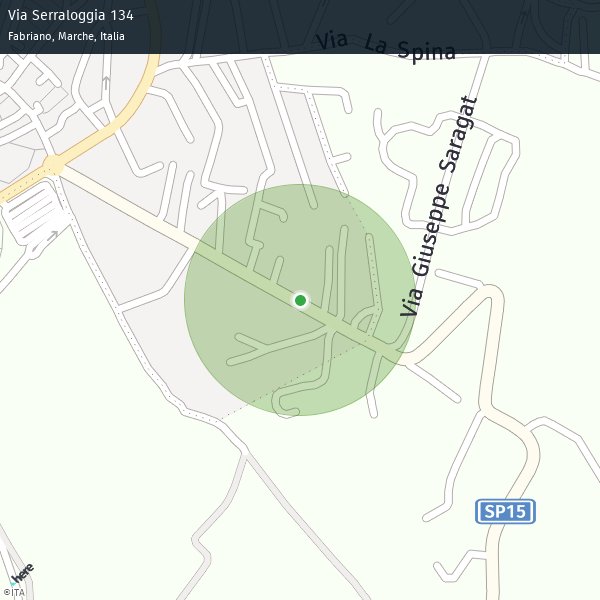 Via Serraloggia 134
Fabriano, Marche, Italia
Via La Spina
Via Giuseppe Saragat
SP15
here
©ITA